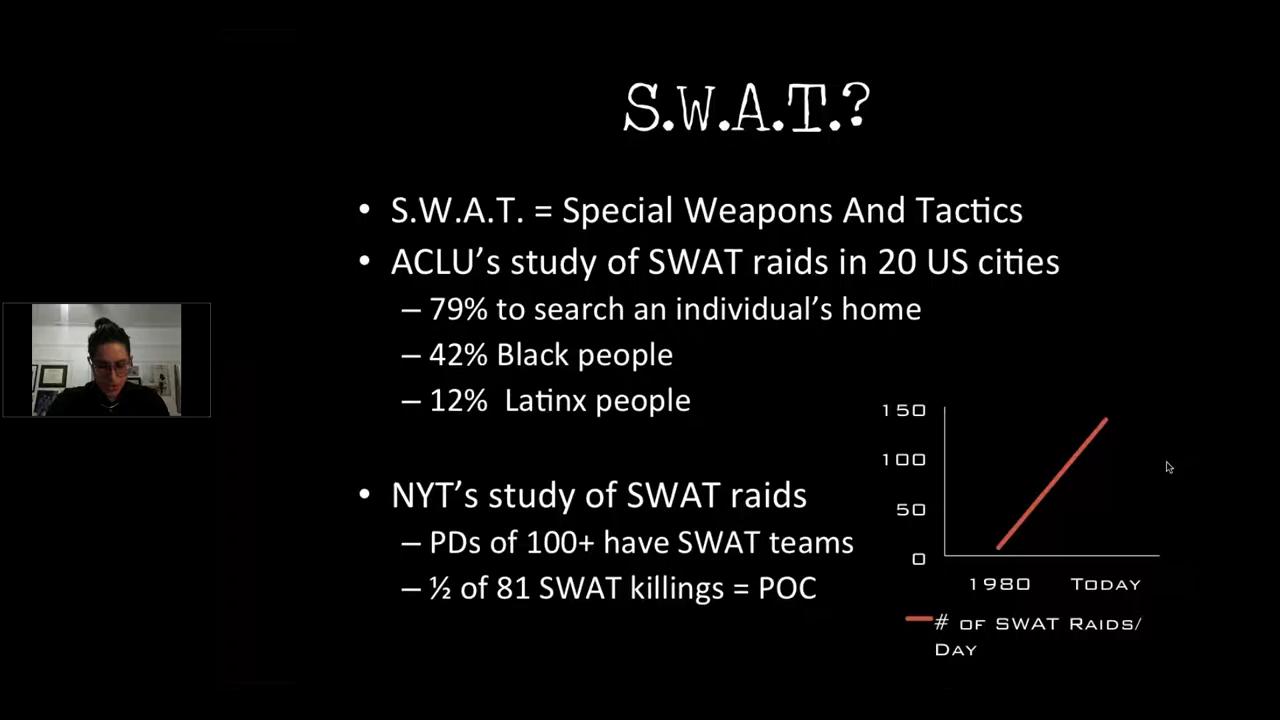 S.W.A.T.?
• S.W.A.T. = Special Weapons And Tactics
• ACLU's study of SWAT raids in 20 US cities
– 79% to search an individual's home
– 42% Black people
– 12% Latinx people
• NYT's study of SWAT raids
– PDs of 100+ have SWAT teams
– ½ of 81 SWAT killings = POC
150
100
50
0
1980 Today
# of SWAT Raids/
Day